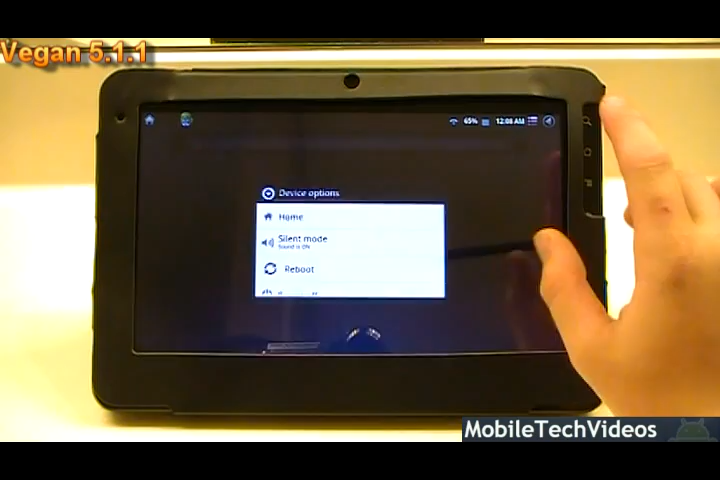 Vegan 5.1.1
65%
12:08 AM
Device options
Home
Silent mode
Sound is ON
Reboot
MobileTechVideos